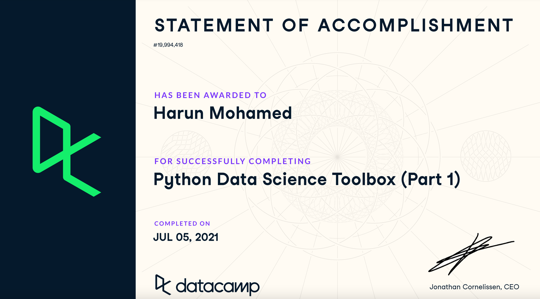 STATEMENT OF ACCOMPLISHMENT
#19,994,418
HAS BEEN AWARDED TO
Harun Mohamed
FOR SUCCESSFULLY COMPLETING
Python Data Science Toolbox (Part 1)
COMPLETED ON
JUL 05, 2021
datacamp
Jonathan Cornelissen, CEO